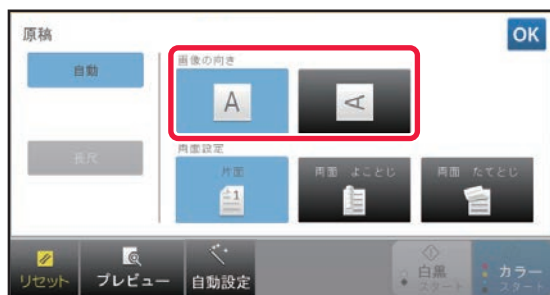 原稿
OK
自動
画像の向き
A
A
長尺
両面設定
片面
1
両面 よことじ
両面 たてとじ
リセット
プレビュー
自動設定
白黒
スタート
カラー
スタート